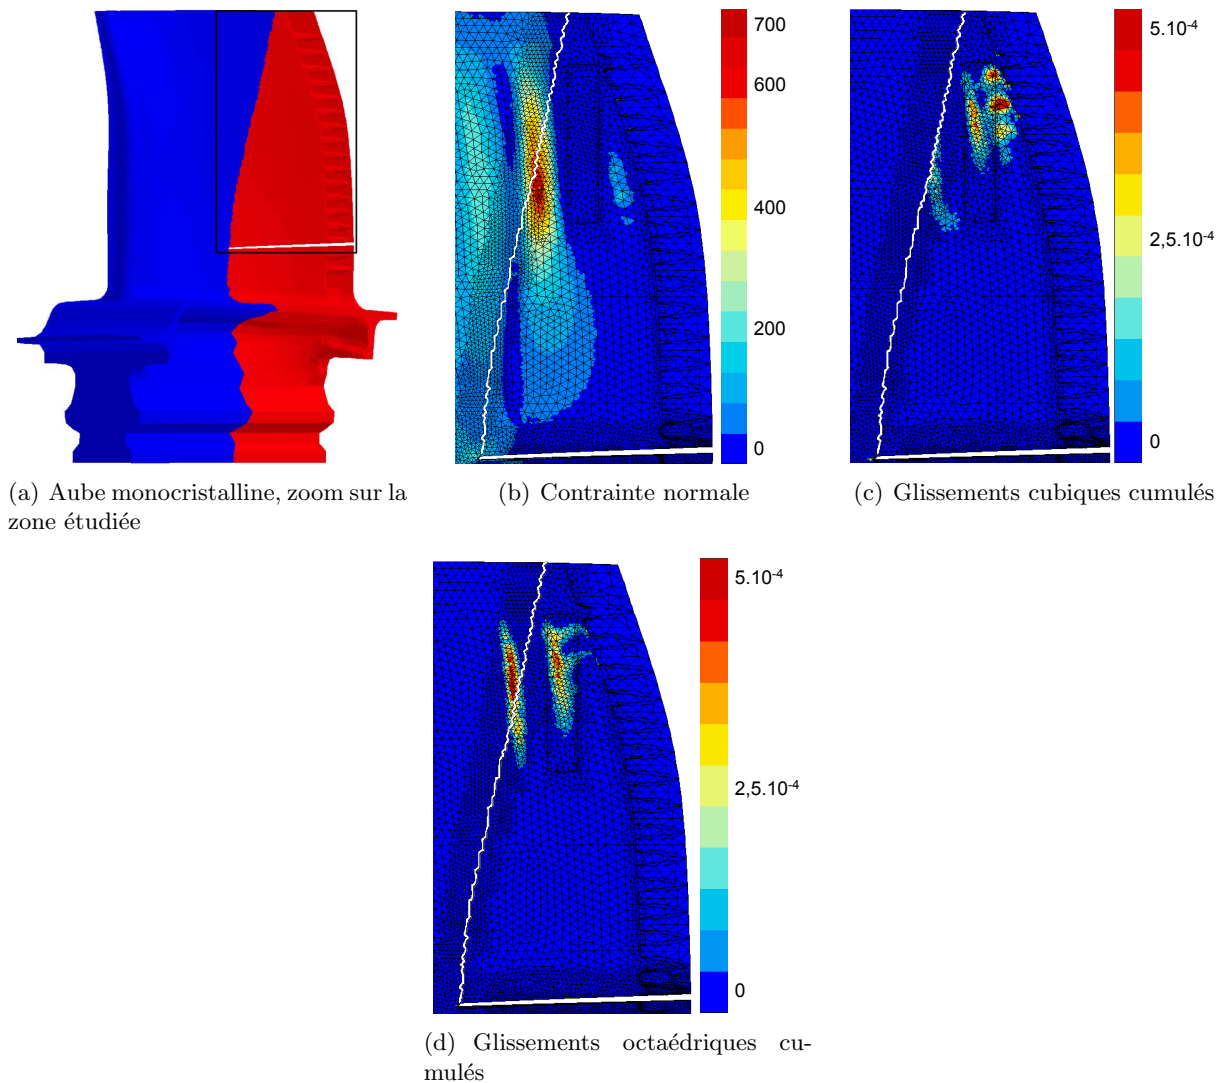 700
600
400
200
0
5.10-4
2,5.10-4
0
(a) Aube monocristalline, zoom sur la
zone étudiée
(b) Contrainte normale
(c) Glissements cubiques cumulés
5.10-4
2,5.10-4
0
(d) Glissements octaédriques cu-
mulés